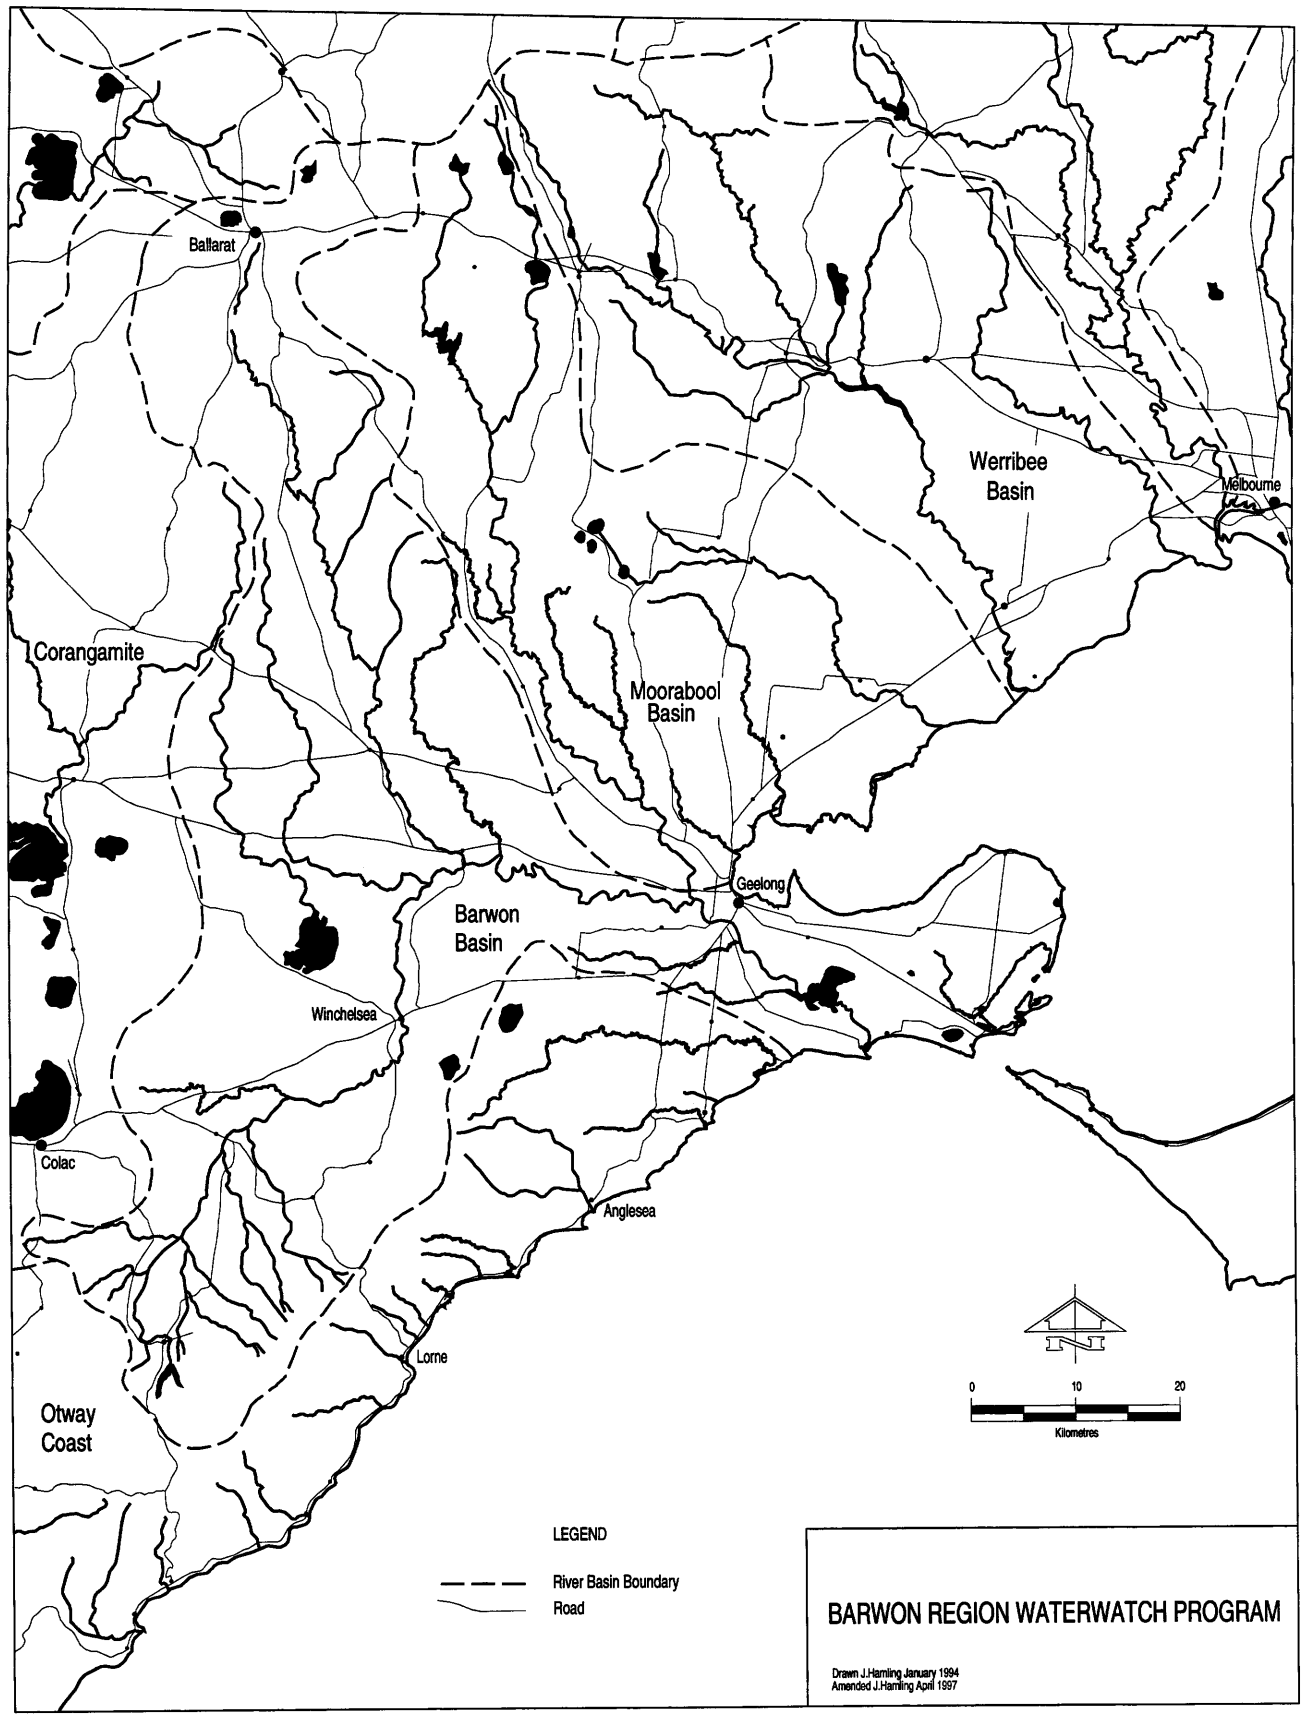 Ballarat
Werribee
Basin
Melbourne
Corangamite
Moorabool
Basin
Geelong
Barwon
Basin
Winchelsea
Colac
Anglesea
N
Lorne
0 10 20
Kilometres
Otway
Coast
LEGEND
River Basin Boundary
Road
BARWON REGION WATERWATCH PROGRAM
Drawn J.Hamling January 1994
Amended J.Hamling April 1997